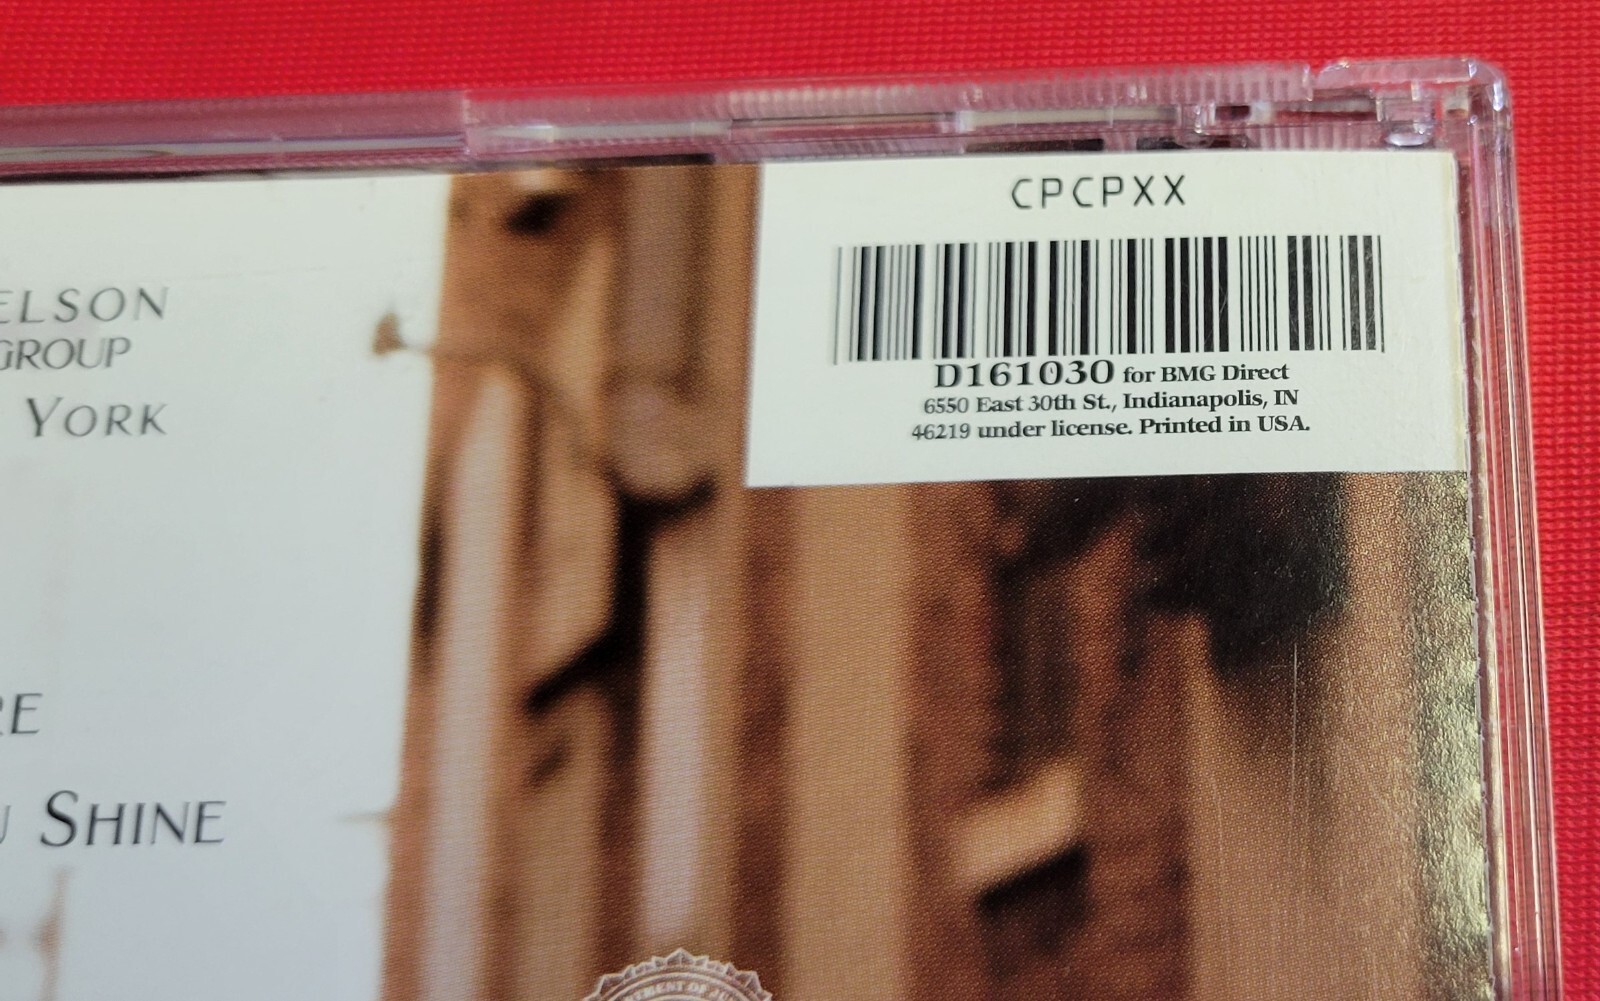 CPCPXX
D161030 for BMG Direct
6550 East 30th St., Indianapolis, IN
46219 under license. Printed in USA.
ELSON
GROUP
YORK
RE
U SHINE